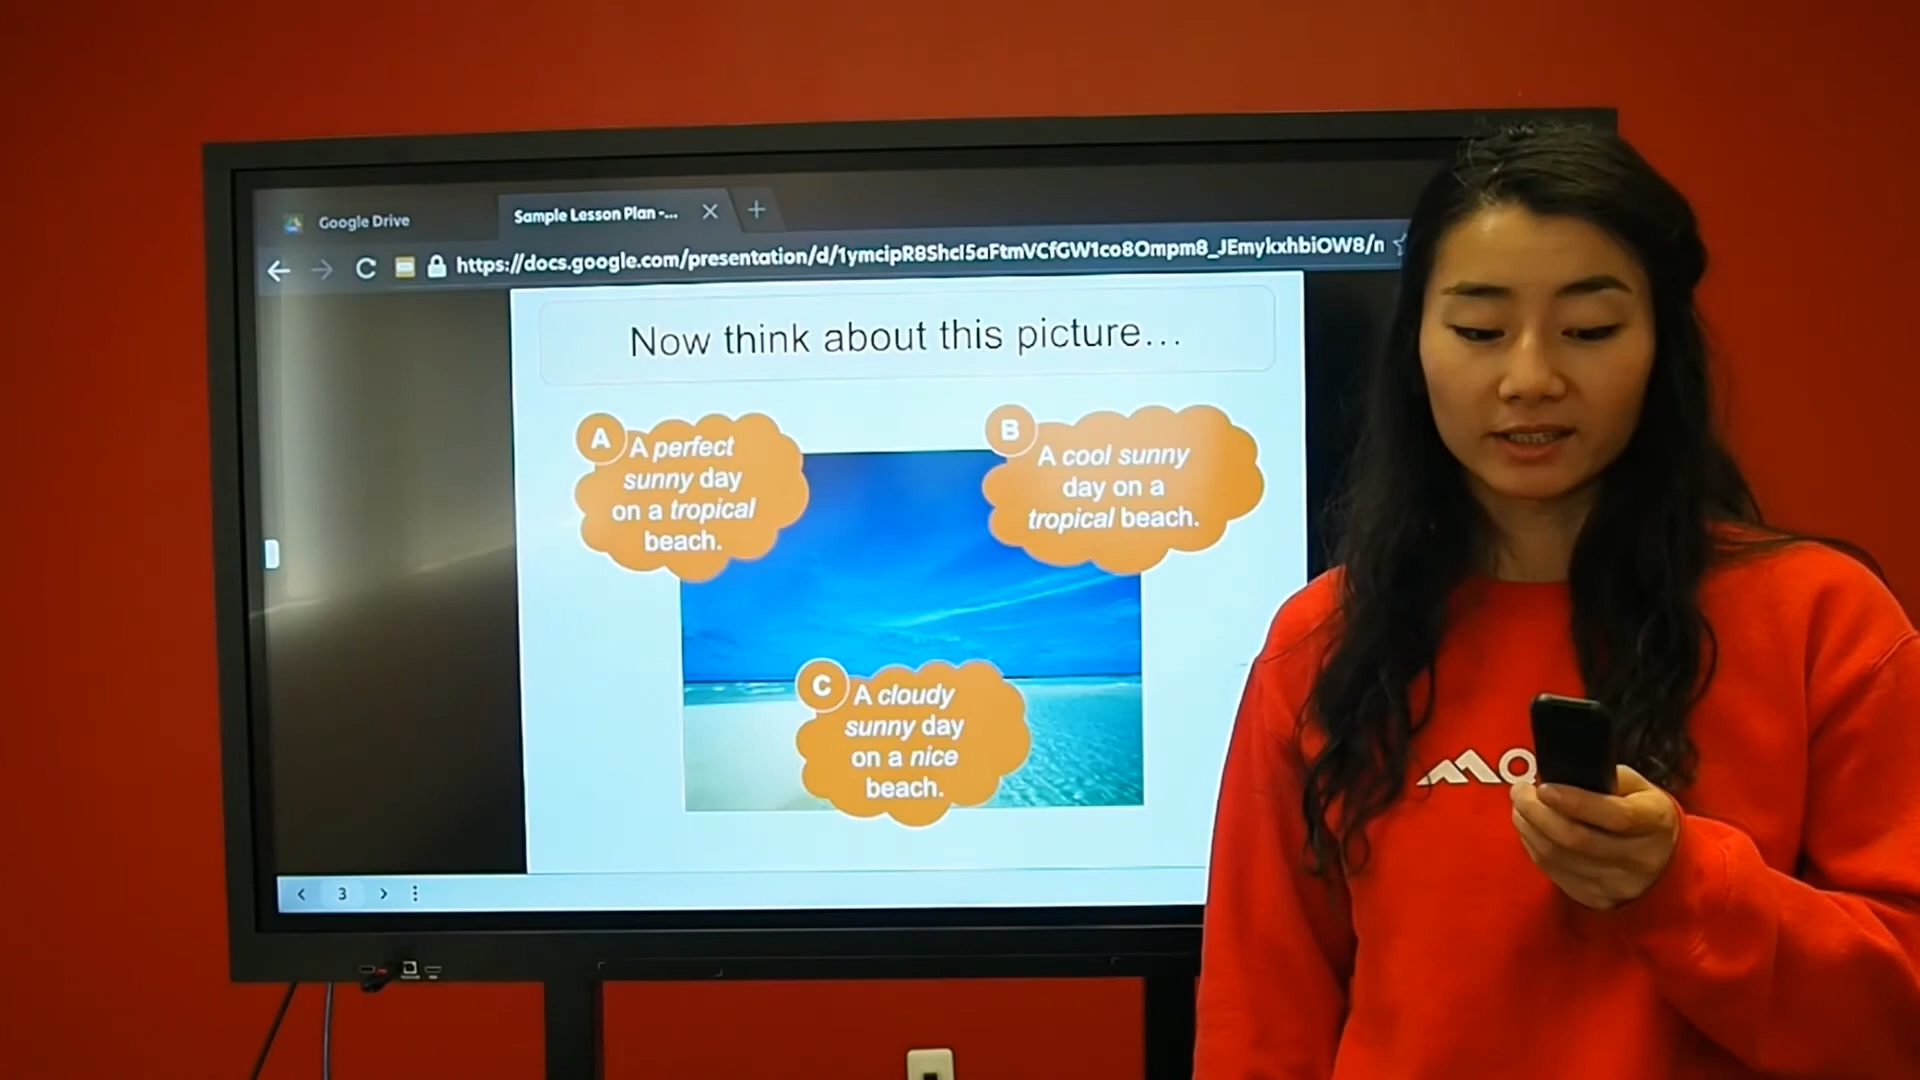 Google Drive
Sample Lesson Plan -...
https://docs.google.com/presentation/d/1ymcipR8ShcI5aFtmVCfGW1co8Ompm8_JEmykxhbiOW8/n
Now think about this picture...
A
A perfect
sunny day
on a tropical
beach.
B
A cool sunny
day on a
tropical beach.
C
A cloudy
sunny day
on a nice
beach.
3